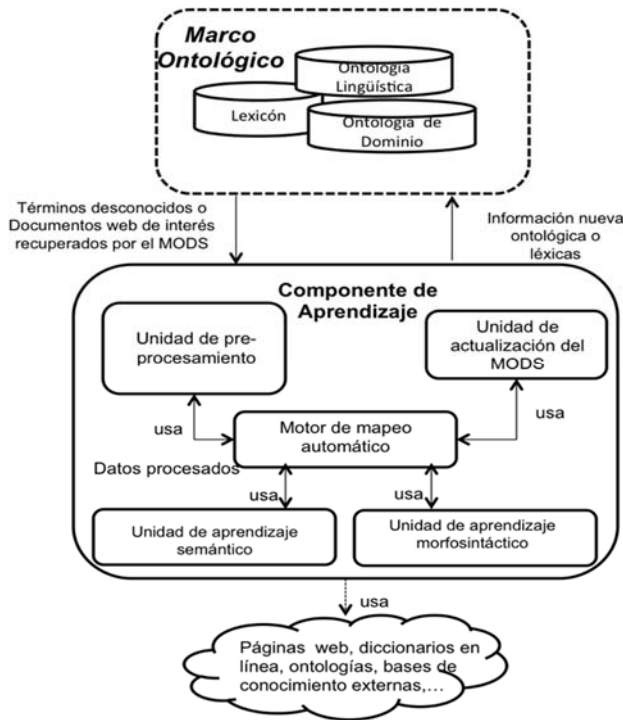 Marco
Ontológico
Ontología
Lingüística
Lexicón
Ontología de
Dominio
Términos desconocidos o
Documentos web de interés
recuperados por el MODS
Información nueva
ontológica o
léxicas
Componente de
Aprendizaje
Unidad de pre-
procesamiento
Unidad de
actualización del
MODS
usa
usa
Motor de mapeo
automático
Datos procesados
usa
usa
Unidad de aprendizaje
semántico
Unidad de aprendizaje
morfosintáctico
usa
Páginas web, diccionarios en
línea, ontologías, bases de
conocimiento externas,...